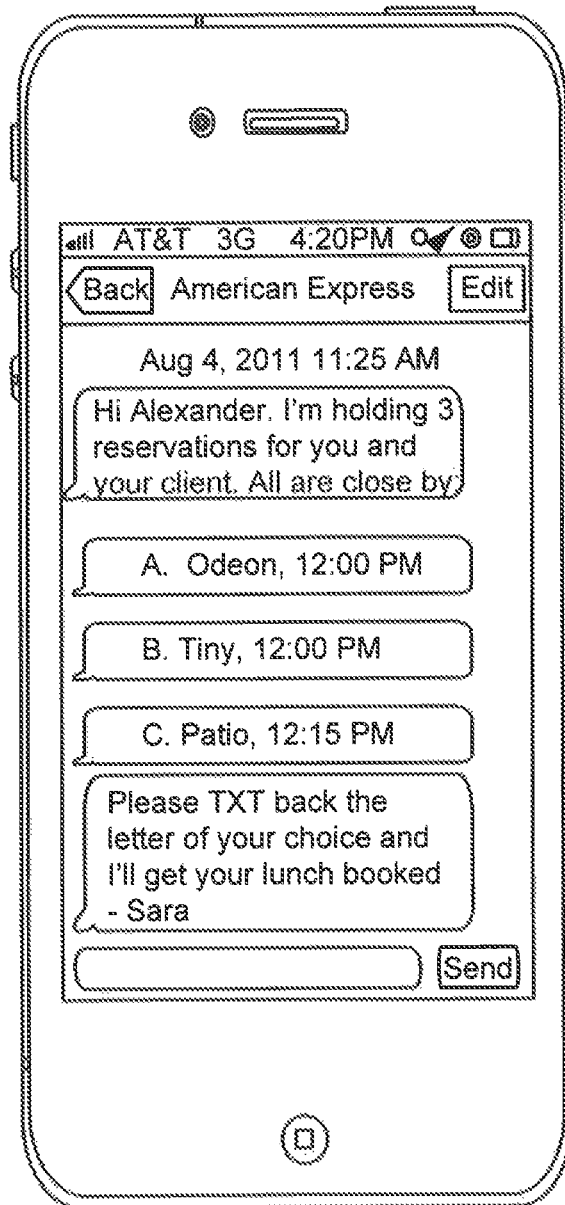 AT&T 3G 4:20PM
Back American Express Edit
Aug 4, 2011 11:25 AM
Hi Alexander. I'm holding 3
reservations for you and
your client. All are close by.
A. Odeon, 12:00 PM
B. Tiny, 12:00 PM
C. Patio, 12:15 PM
Please TXT back the
letter of your choice and
I'll get your lunch booked
- Sara
Send